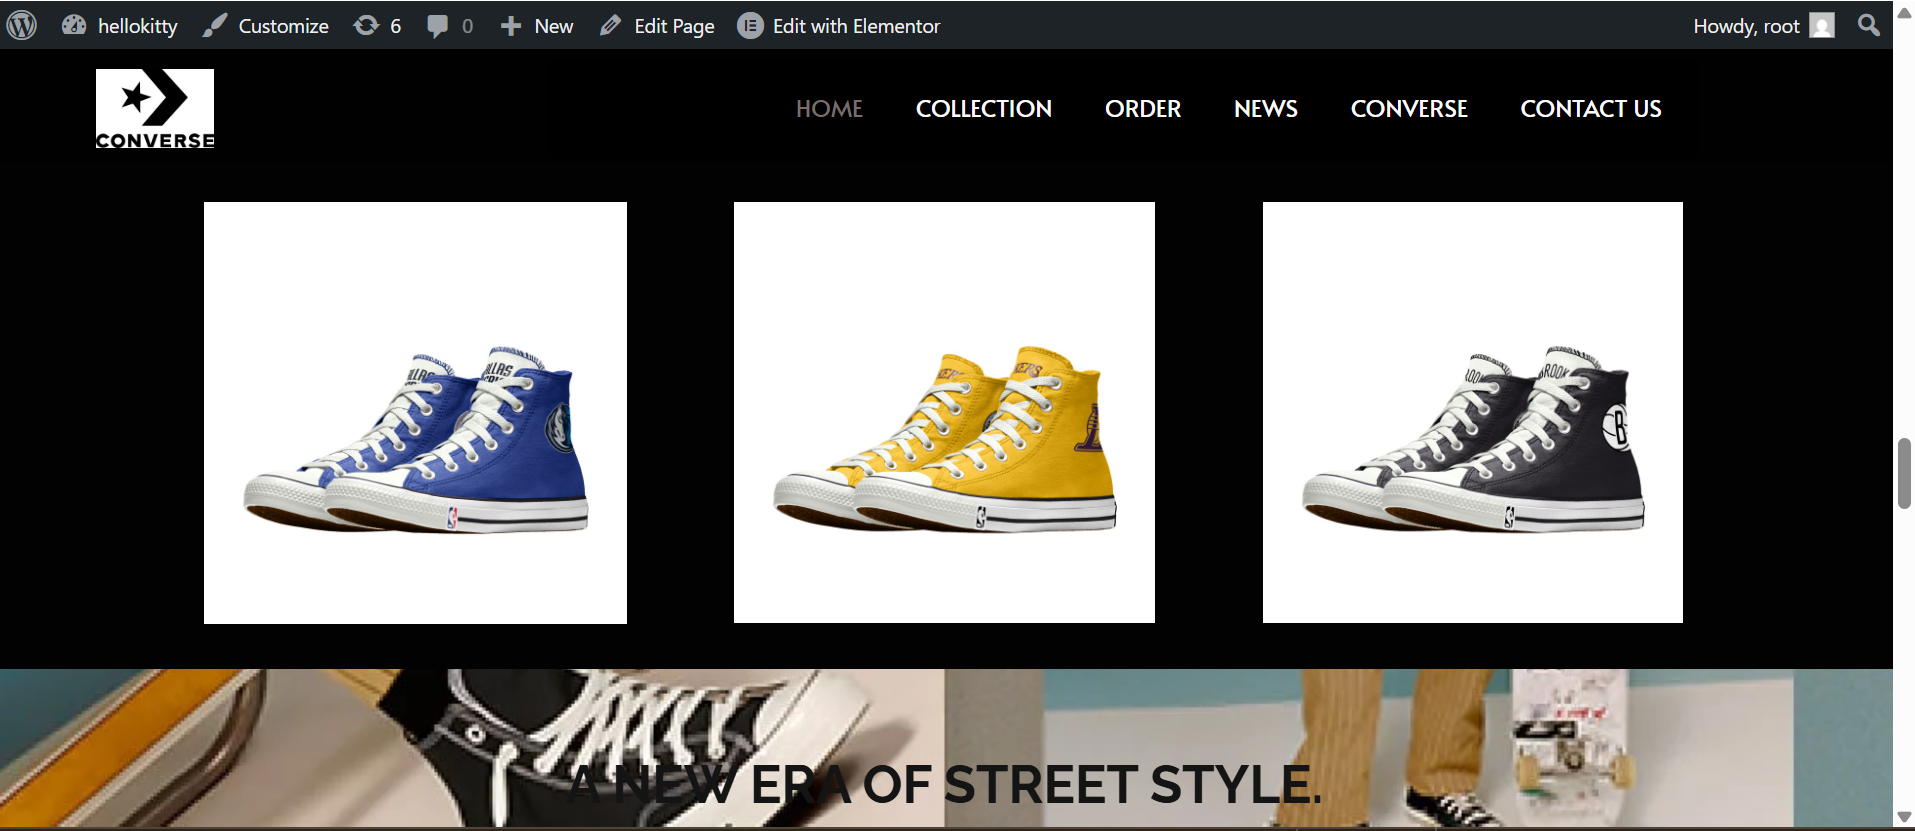 hellokitty Customize 6 0 New Edit Page Edit with Elementor Howdy, root
CONVERSE
HOME COLLECTION ORDER NEWS CONVERSE CONTACT US
B
A NEW ERA OF STREET STYLE.